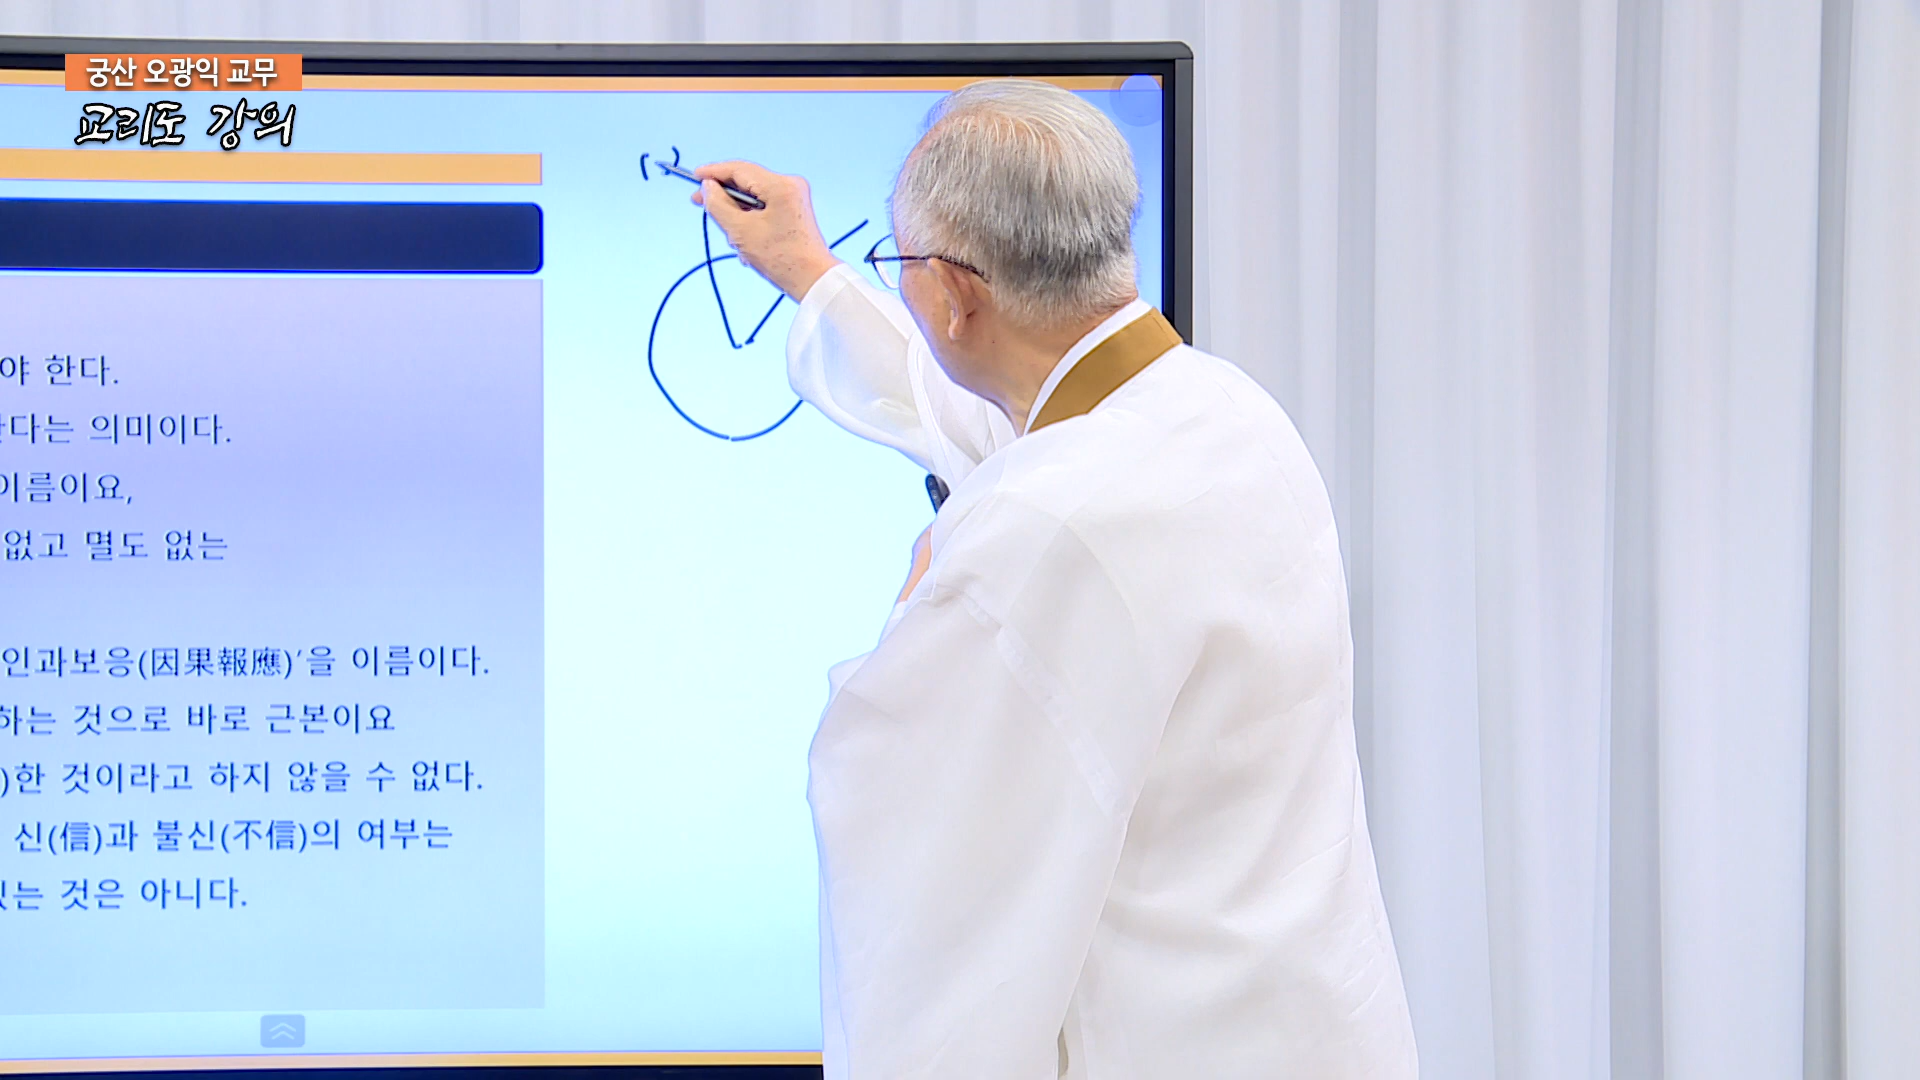 궁산 오광익 교무
교리도 강의
야 한다.
한다는 의미이다.
이름이요,
없고 멸도 없는
인과보응(因果報應)′을 이름이다.
하는 것으로 바로 근본이요
)한 것이라고 하지 않을 수 없다.
신(信)과 불신(不信)의 여부는
있는 것은 아니다.